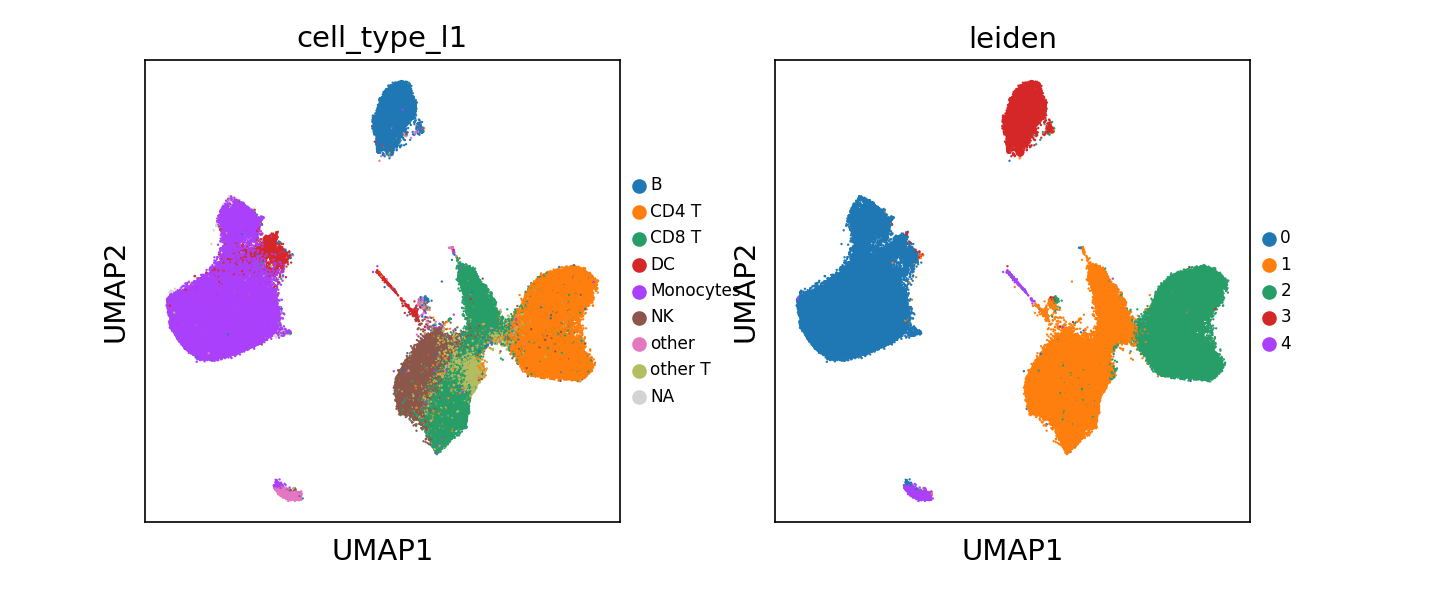 cell_type_l1
UMAP2
UMAP1
B
CD4 T
CD8 T
DC
Monocytes
NK
other
other T
NA
leiden
UMAP2
UMAP1
0
1
2
3
4